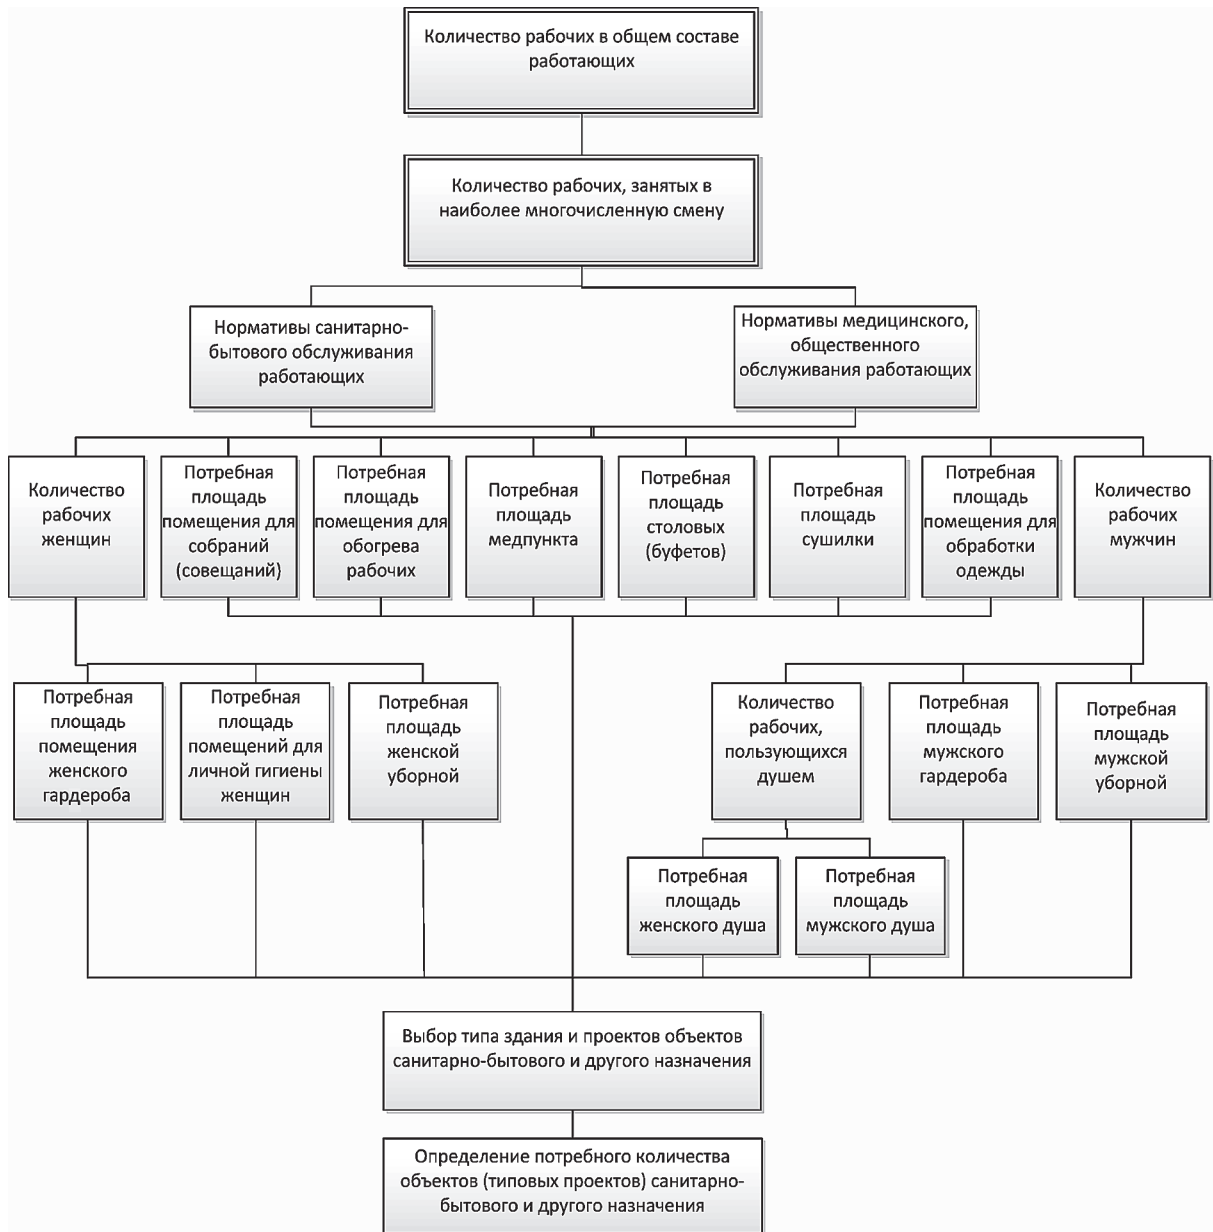 Количество рабочих в общем составе
работающих
Количество рабочих, занятых в
наиболее многочисленную смену
Нормативы санитарно-
бытового обслуживания
работающих
Нормативы медицинского,
общественного
обслуживания работающих
Количество
рабочих
женщин
Потребная
площадь
помещения для
собраний
(совещаний)
Потребная
площадь
помещения для
обогрева
рабочих
Потребная
площадь
медпункта
Потребная
площадь
столовых
(буфетов)
Потребная
площадь
сушилки
Потребная
площадь
помещения для
обработки
одежды
Количество
рабочих
мужчин
Потребная
площадь
помещения
женского
гардероба
Потребная
площадь
помещений для
личной гигиены
женщин
Потребная
площадь
женской
уборной
Количество
рабочих,
пользующихся
душем
Потребная
площадь
мужского
гардероба
Потребная
площадь
мужской
уборной
Потребная
площадь
женского душа
Потребная
площадь
мужского душа
Выбор типа здания и проектов объектов
санитарно-бытового и другого назначения
Определение потребного количества
объектов (типовых проектов) санитарно-
бытового и другого назначения